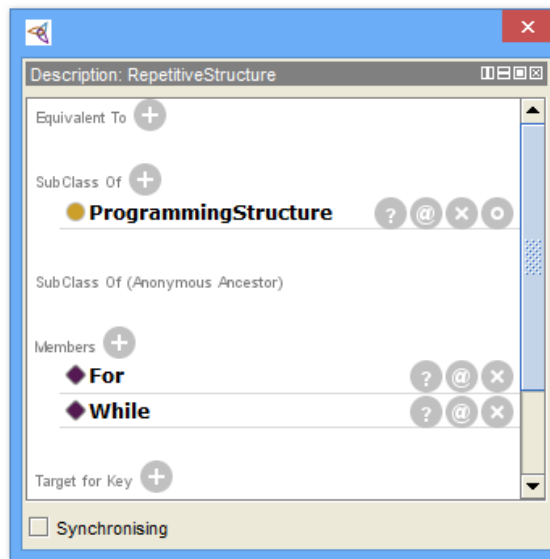 Description: RepetitiveStructure
Equivalent To
SubClass Of
ProgrammingStructure
SubClass Of (Anonymous Ancestor)
Members
For
While
Target for Key
Synchronising